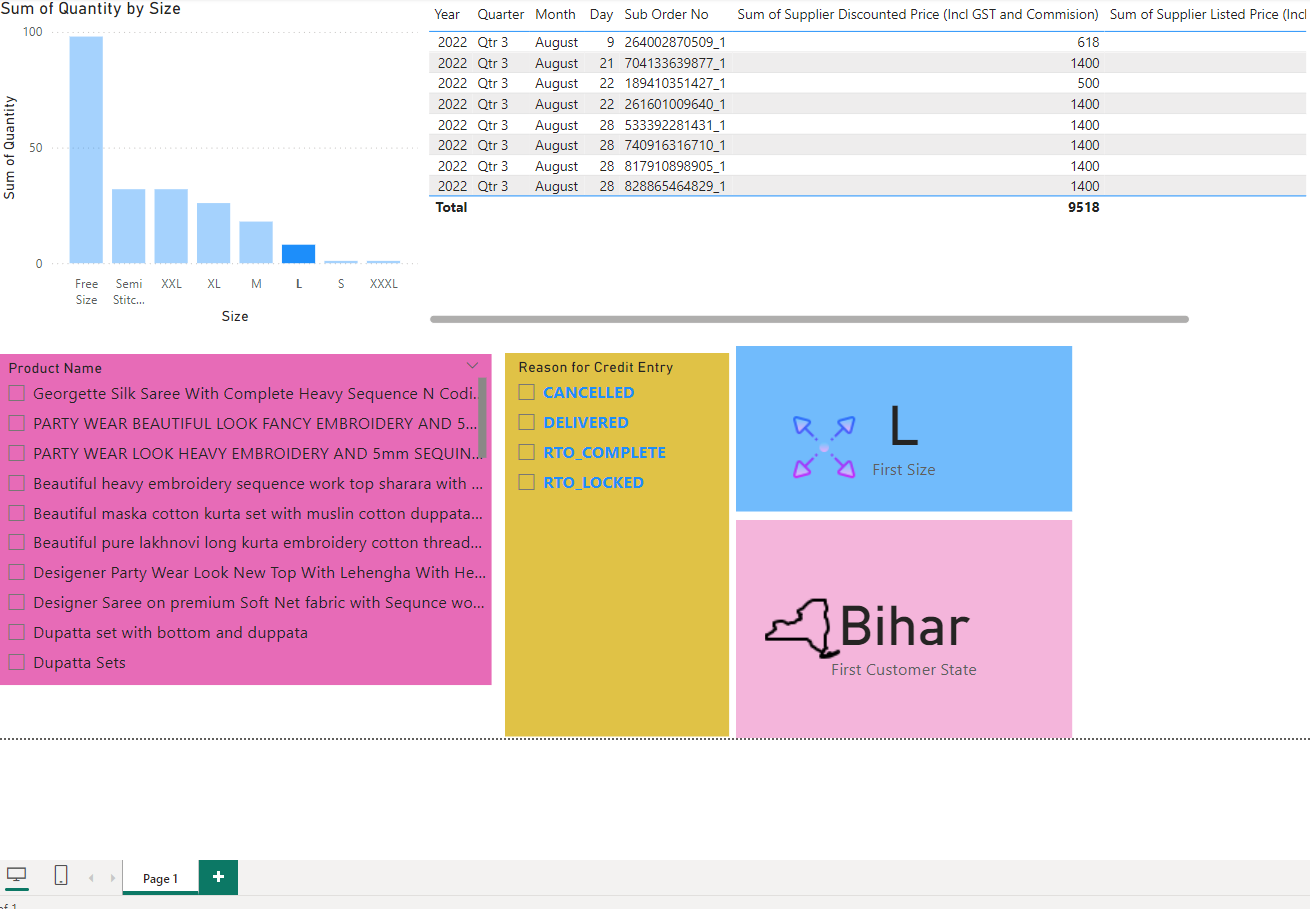 Sum of Quantity by Size
Sum of Quantity
100
50
0
Free Size
Semi Stitc...
XXL
XL
M
L
S
XXXL
Size
Year Quarter Month Day Sub Order No Sum of Supplier Discounted Price (Incl GST and Commision) Sum of Supplier Listed Price (Incl
2022 Qtr 3 August 9 264002870509_1 618
2022 Qtr 3 August 21 704133639877_1 1400
2022 Qtr 3 August 22 189410351427_1 500
2022 Qtr 3 August 22 261601009640_1 1400
2022 Qtr 3 August 28 533392281431_1 1400
2022 Qtr 3 August 28 740916316710_1 1400
2022 Qtr 3 August 28 817910898905_1 1400
2022 Qtr 3 August 28 828865464829_1 1400
Total 9518
Product Name
Georgette Silk Saree With Complete Heavy Sequence N Codi...
PARTY WEAR BEAUTIFUL LOOK FANCY EMBROIDERY AND 5...
PARTY WEAR LOOK HEAVY EMBROIDERY AND 5mm SEQUIN...
Beautiful heavy embroidery sequence work top sharara with ...
Beautiful maska cotton kurta set with muslin cotton duppata...
Beautiful pure lakhnovi long kurta embroidery cotton thread...
Desigener Party Wear Look New Top With Lehengha With He...
Designer Saree on premium Soft Net fabric with Sequnce wo...
Dupatta set with bottom and duppata
Dupatta Sets
Reason for Credit Entry
CANCELLED
DELIVERED
RTO_COMPLETE
RTO_LOCKED
L
First Size
Bihar
First Customer State
Page 1